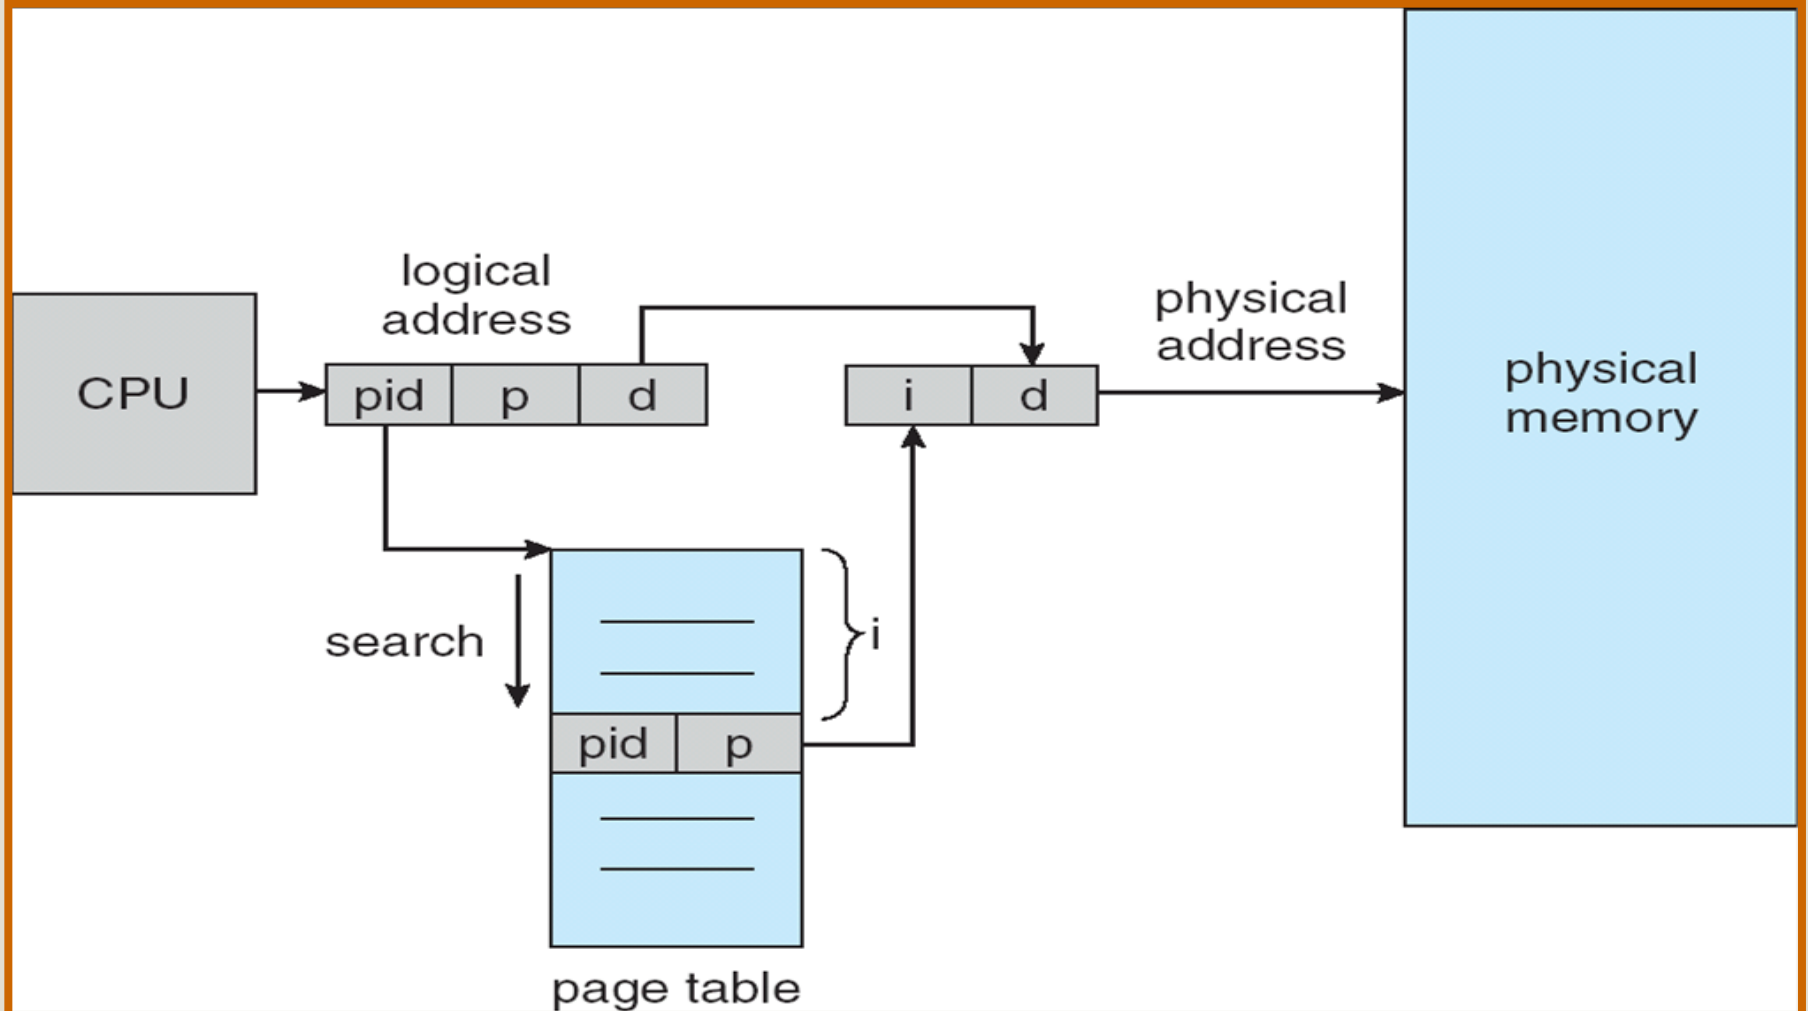 logical
address
physical
address
CPU
pid
p
d
i
d
physical
memory
search
i
pid
p
page table